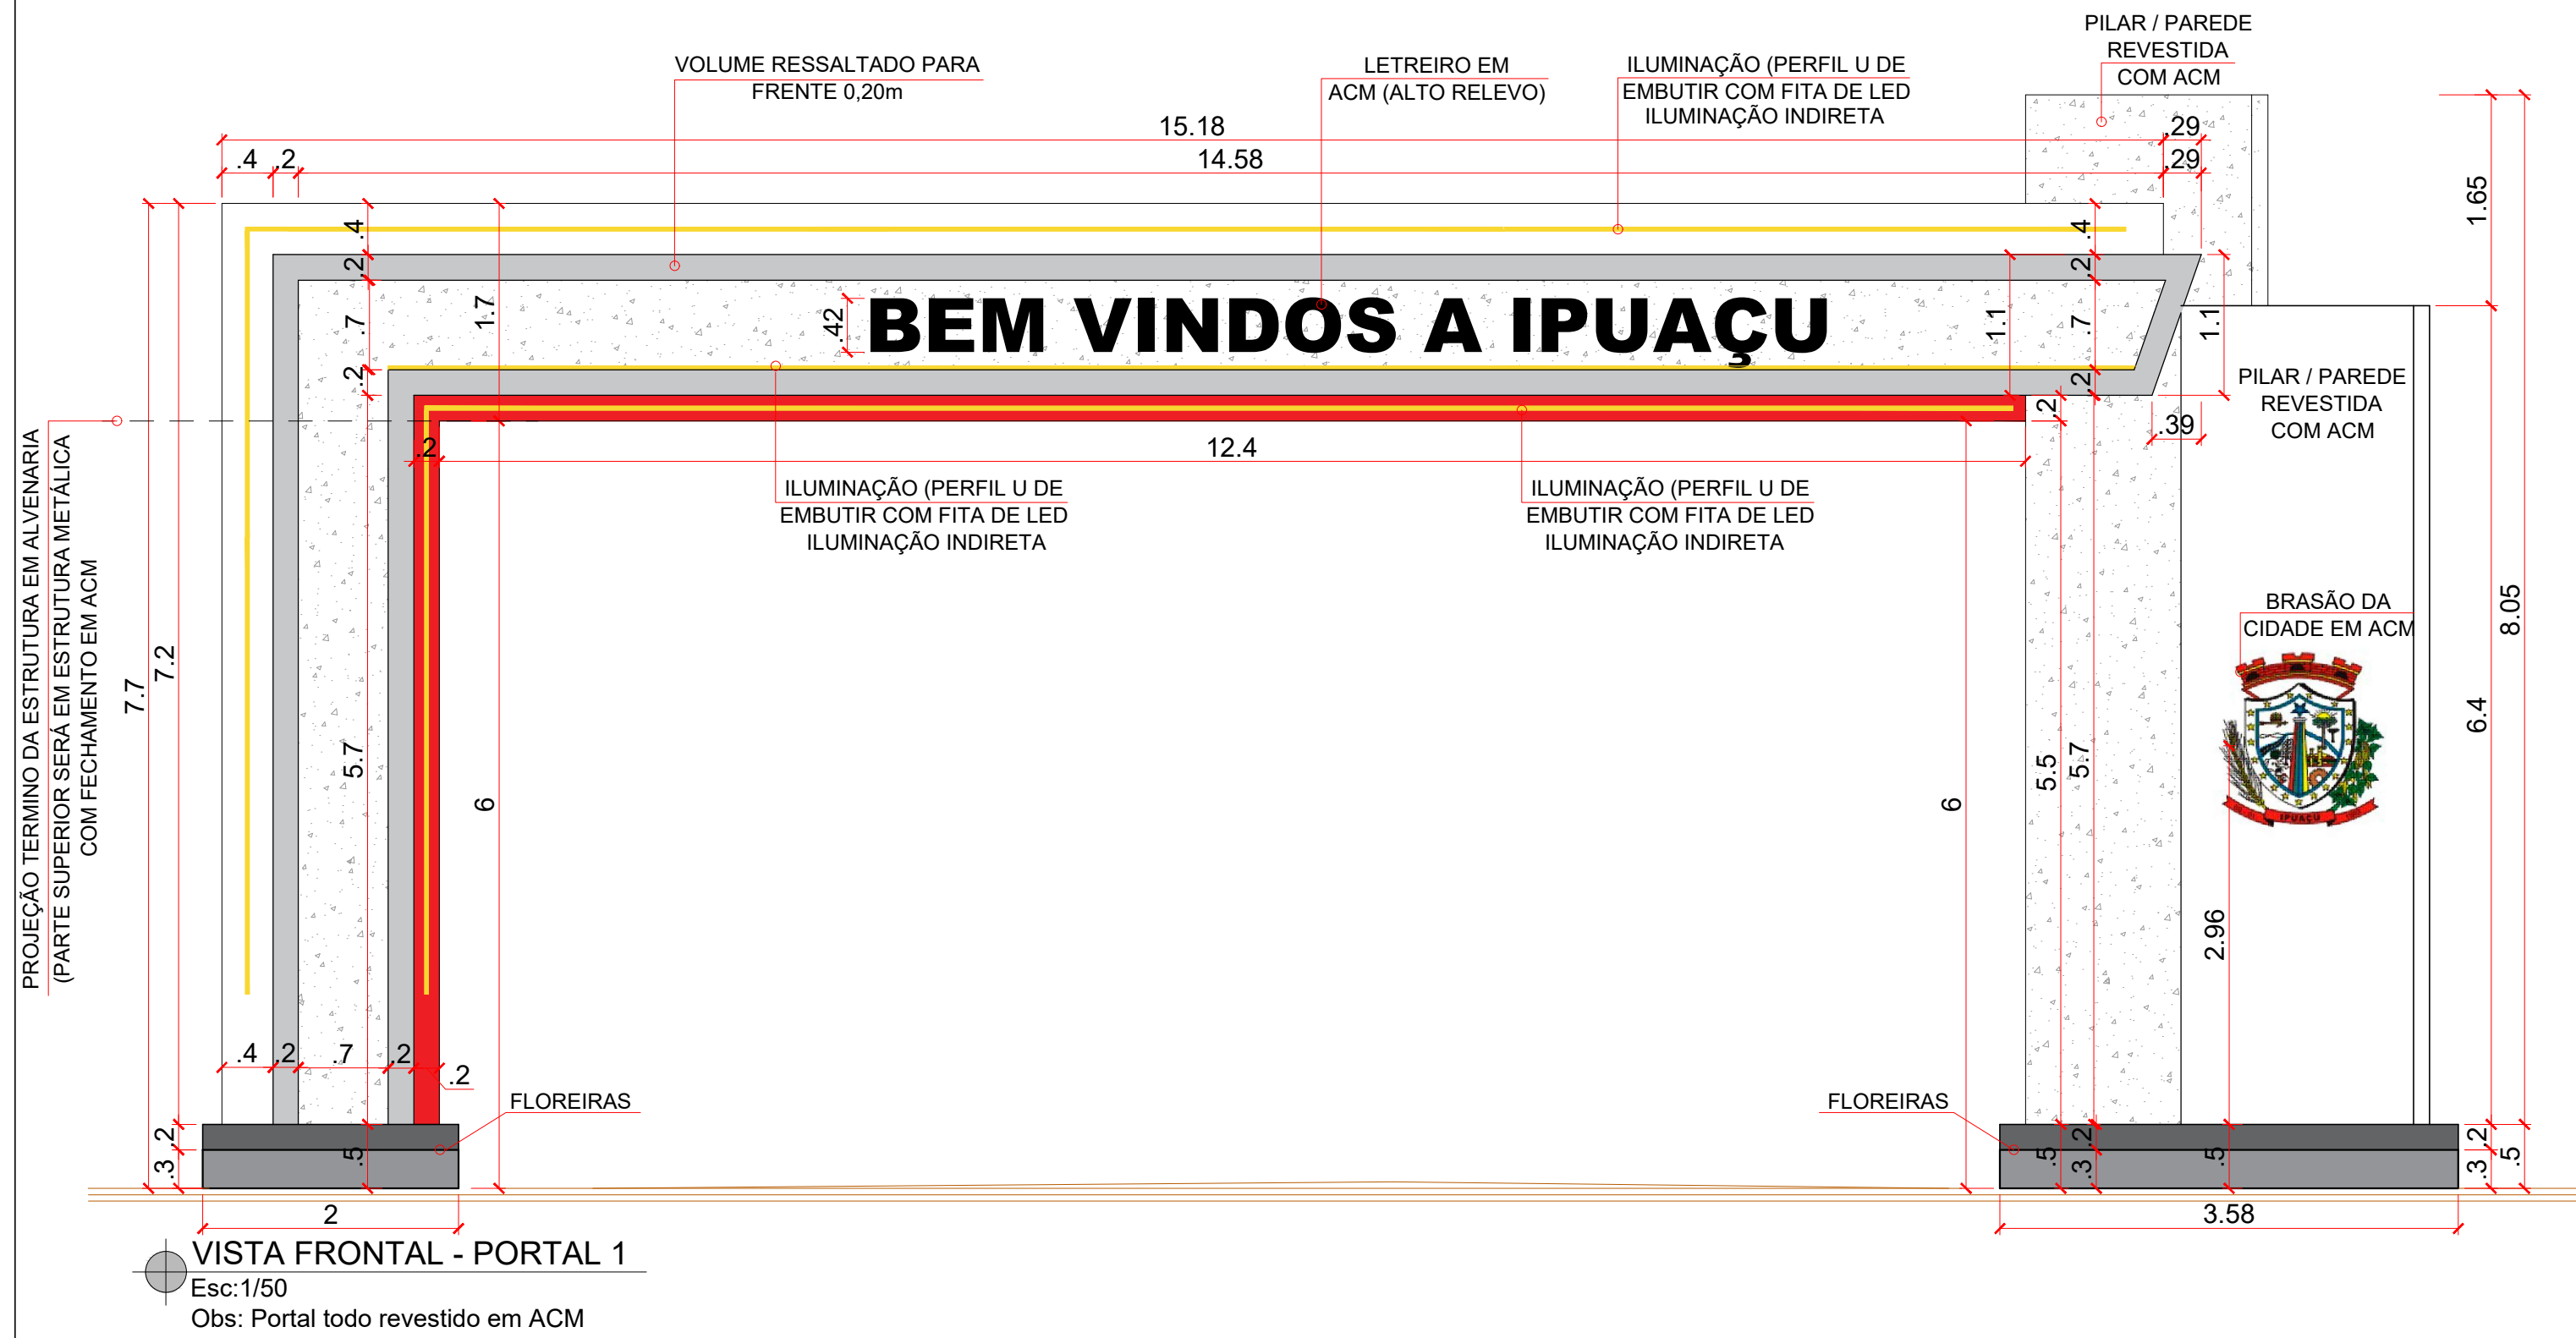 PILAR / PAREDE
REVESTIDA
COM ACM
VOLUME RESSALTADO PARA
FRENTE 0,20m
LETREIRO EM
ACM (ALTO RELEVO)
ILUMINAÇÃO (PERFIL U DE
EMBUTIR COM FITA DE LED
ILUMINAÇÃO INDIRETA
15.18
.29
.4
.2
14.58
.29
1.65
.4
.2
.7
.2
1.7
.42
BEM VINDOS A IPUAÇU
1.1
.4
.2
.7
.2
1.1
.2
.39
PILAR / PAREDE
REVESTIDA
COM ACM
PROJEÇÃO TERMINO DA ESTRUTURA EM ALVENARIA
(PARTE SUPERIOR SERÁ EM ESTRUTURA METÁLICA
COM FECHAMENTO EM ACM
.2
12.4
ILUMINAÇÃO (PERFIL U DE
EMBUTIR COM FITA DE LED
ILUMINAÇÃO INDIRETA
ILUMINAÇÃO (PERFIL U DE
EMBUTIR COM FITA DE LED
ILUMINAÇÃO INDIRETA
BRASÃO DA
CIDADE EM ACM
IPUAÇU
7.7
7.2
5.7
6
6
5.5
5.7
2.96
6.4
8.05
.4
.2
.7
.2
.2
FLOREIRAS
FLOREIRAS
.2
.3
.5
.5
.2
.3
.5
.2
.3
.5
2
3.58
VISTA FRONTAL - PORTAL 1
Esc:1/50
Obs: Portal todo revestido em ACM